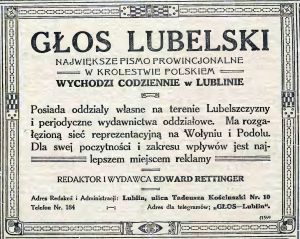 GŁOS LUBELSKI
NAJWIĘKSZE PISMO PROWINCJONALNE
W KRÓLESTWIE POLSKIEM
WYCHODZI CODZIENNIE w LUBLINIE
Posiada oddziały własne na terenie Lubelszczyzny
i perjodyczne wydawnictwa oddziałowe. Ma rozga-
łęzioną sieć reprezentacyjną na Wołyniu i Podolu.
Dla swej poczytności i zakresu wpływów jest naj-
lepszem miejscem reklamy
REDAKTOR I WYDAWCA EDWARD RETTINGER
Adres Redakcji i Administracji: Lublin, ulica Tadeusza Kościuszki Nr. 10
Telefon Nr. 184 Adres dla telegramów: „GŁOS—Lublin“.